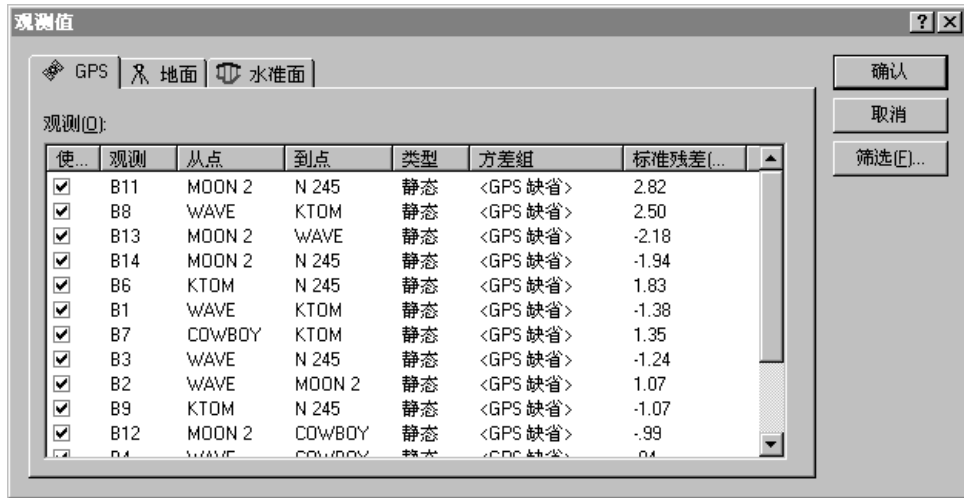 观测值
GPS 地面 水准面
确认
取消
筛选(F)...
观测(O):
使... 观测 从点 到点 类型 方差组 标准残差(...
B11 MOON 2 N 245 静态 <GPS 缺省> 2.82
B8 WAVE KTOM 静态 <GPS 缺省> 2.50
B13 MOON 2 WAVE 静态 <GPS 缺省> -2.18
B14 MOON 2 N 245 静态 <GPS 缺省> -1.94
B6 KTOM N 245 静态 <GPS 缺省> 1.83
B1 WAVE KTOM 静态 <GPS 缺省> -1.38
B7 COWBOY KTOM 静态 <GPS 缺省> 1.35
B3 WAVE N 245 静态 <GPS 缺省> -1.24
B2 WAVE MOON 2 静态 <GPS 缺省> 1.07
B9 KTOM N 245 静态 <GPS 缺省> -1.07
B12 MOON 2 COWBOY 静态 <GPS 缺省> -.99